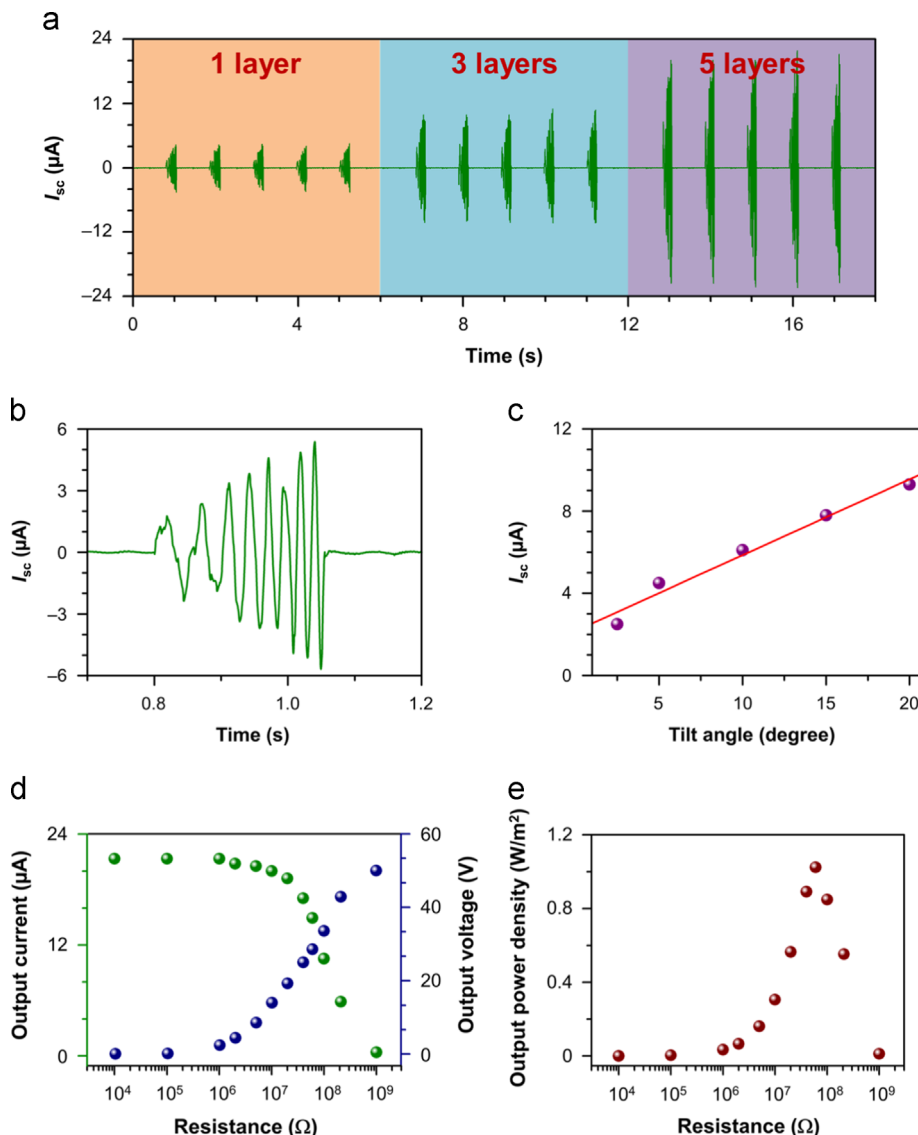 a
1 layer 3 layers 5 layers
24
12
0
–12
–24
Isc (µA)
0 4 8 12 16
Time (s)
b
6
3
0
–3
–6
Isc (µA)
0.8 1.0 1.2
Time (s)
c
12
8
4
0
Isc (µA)
5 10 15 20
Tilt angle (degree)
d
24
12
0
Output current (µA)
60
40
20
0
Output voltage (V)
10⁴ 10⁵ 10⁶ 10⁷ 10⁸ 10⁹
Resistance (Ω)
e
1.2
0.8
0.4
0
Output power density (W/m²)
10⁴ 10⁵ 10⁶ 10⁷ 10⁸ 10⁹
Resistance (Ω)